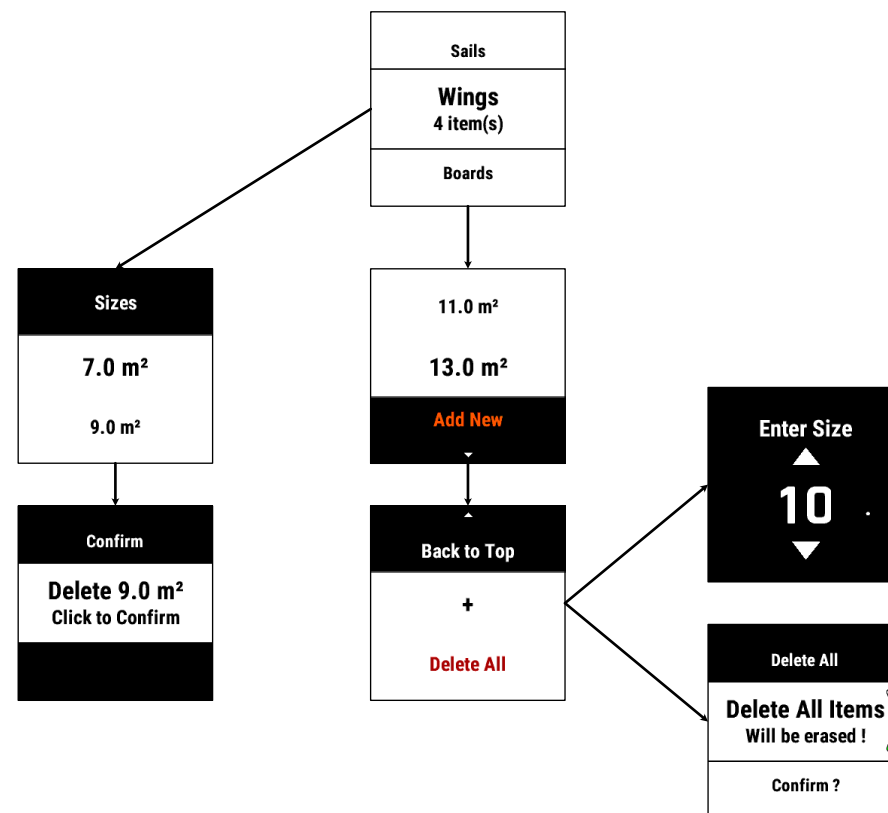 Sails
Wings
4 item(s)
Boards
Sizes
7.0 m²
9.0 m²
11.0 m²
13.0 m²
Add New
Confirm
Delete 9.0 m²
Click to Confirm
Back to Top
+
Delete All
Enter Size
10 .
Delete All
Delete All Items
Will be erased !
Confirm ?